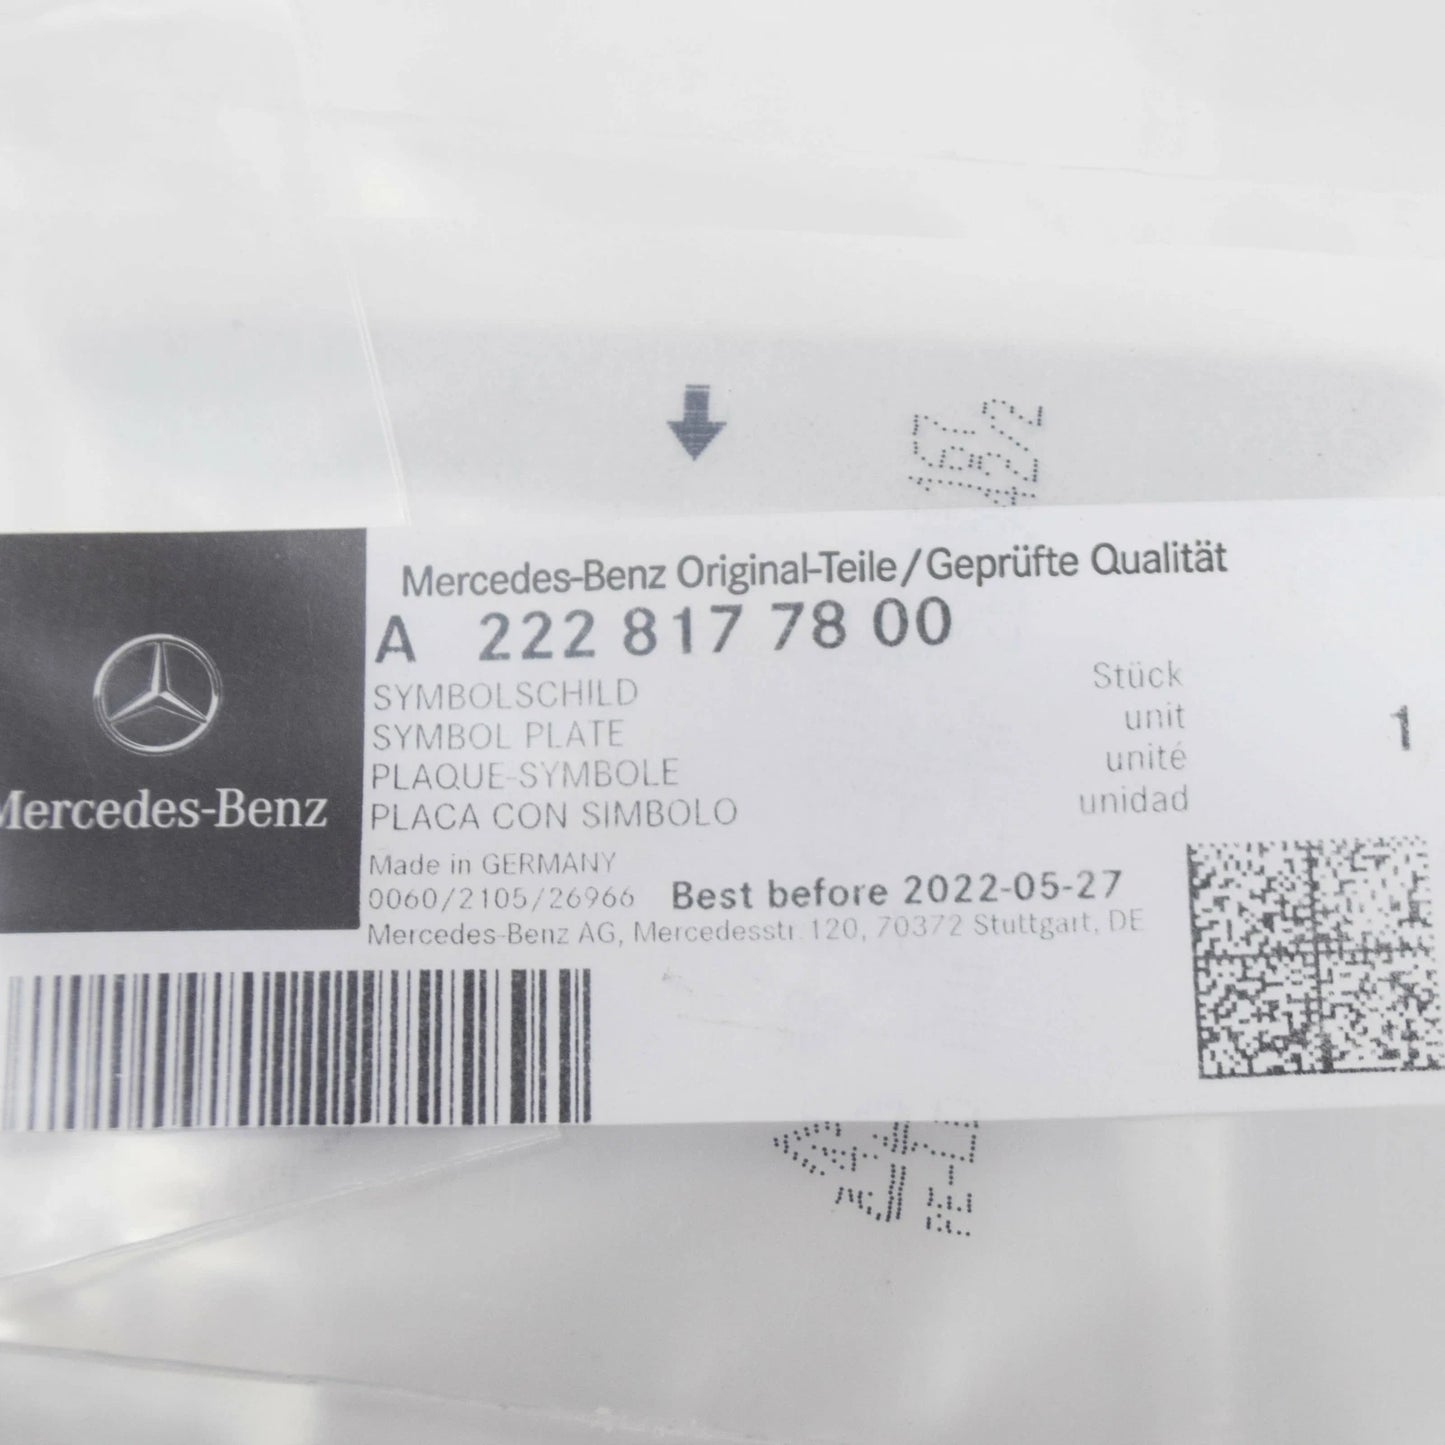 Mercedes-Benz Original-Teile/Geprüfte Qualität
A 222 817 78 00
SYMBOLSCHILD
SYMBOL PLATE
PLAQUE-SYMBOLE
PLACA CON SIMBOLO
Stück
unit
unité
unidad
1
Mercedes-Benz
Made in GERMANY
0060/2105/26966 Best before 2022-05-27
Mercedes-Benz AG, Mercedesstr. 120, 70372 Stuttgart, DE